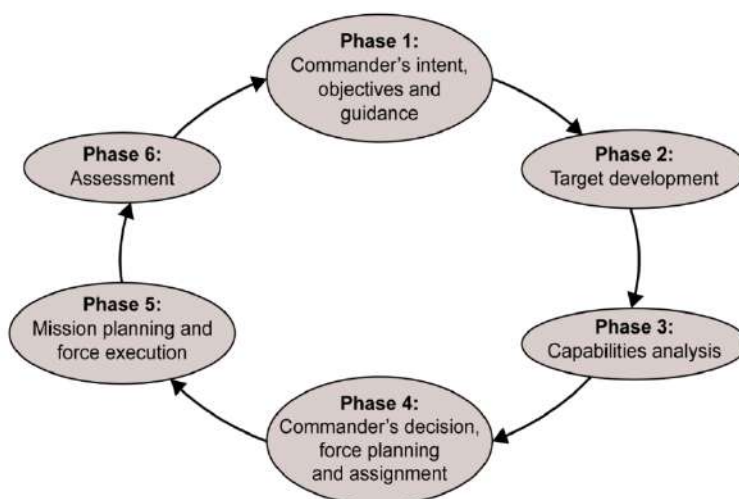 Phase 1:
Commander's intent,
objectives and
guidance
Phase 2:
Target development
Phase 3:
Capabilities analysis
Phase 4:
Commander's decision,
force planning
and assignment
Phase 5:
Mission planning and
force execution
Phase 6:
Assessment